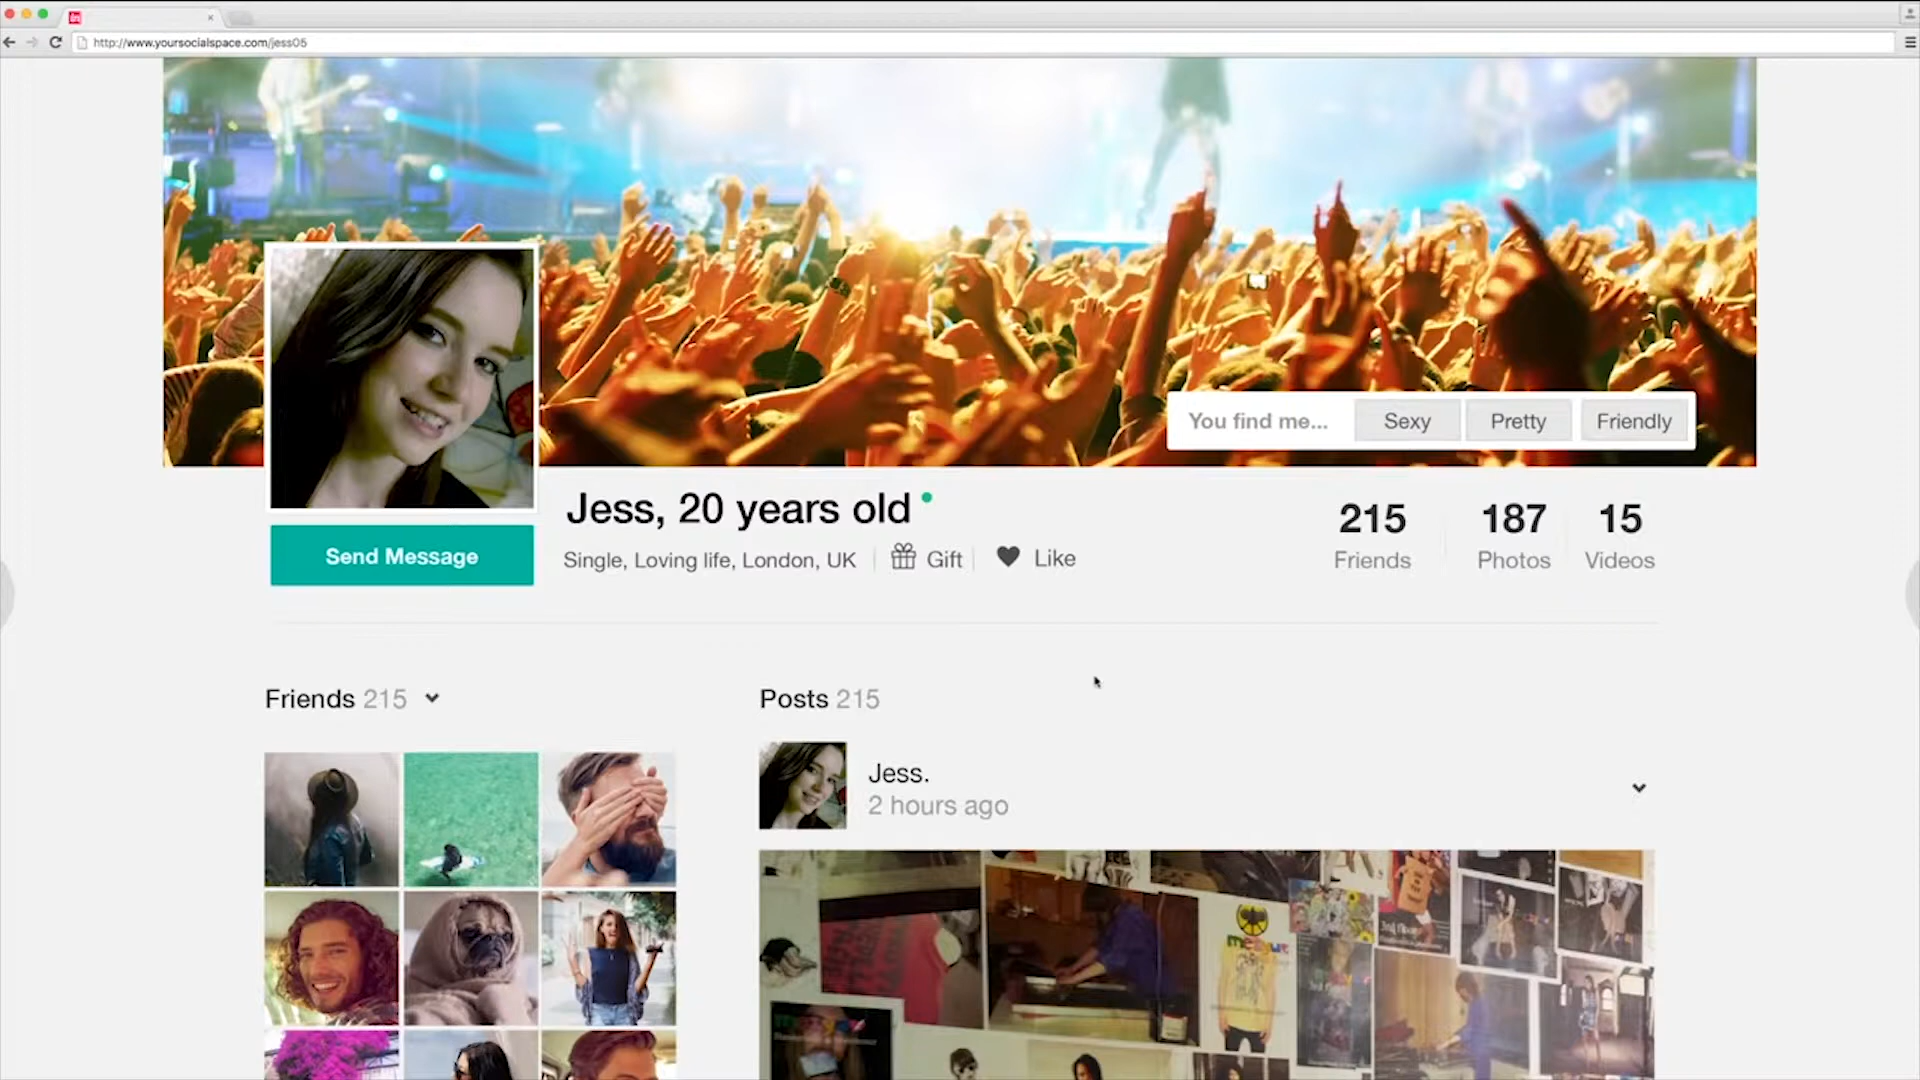 http://www.yoursocialspace.com/jess05
You find me... Sexy Pretty Friendly
Jess, 20 years old
Send Message
Single, Loving life, London, UK Gift Like
215 187 15
Friends Photos Videos
Friends 215
Posts 215
Jess.
2 hours ago